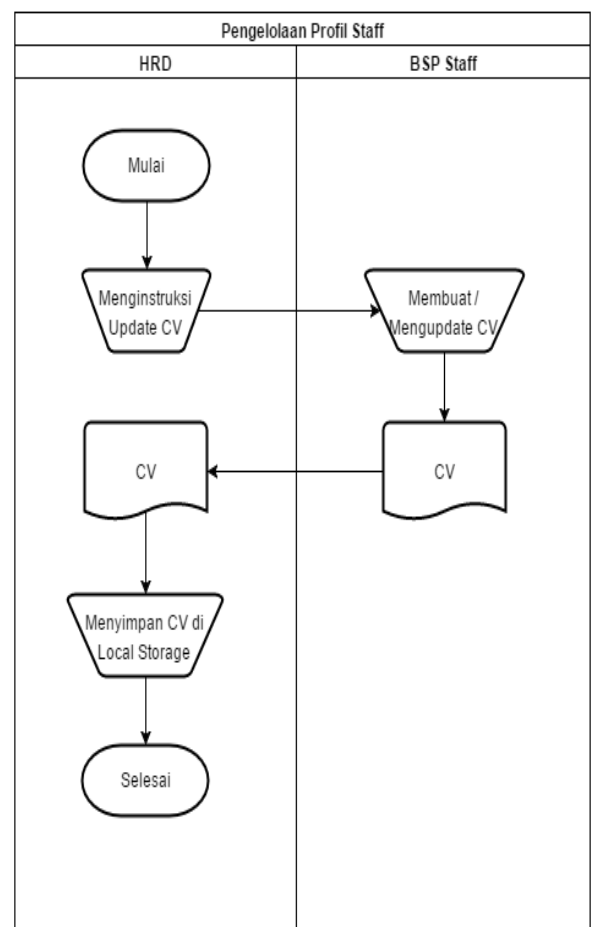 Pengelolaan Profil Staff
HRD
BSP Staff
Mulai
Menginstruksi
Update CV
Membuat /
Mengupdate CV
CV
CV
Menyimpan CV di
Local Storage
Selesai